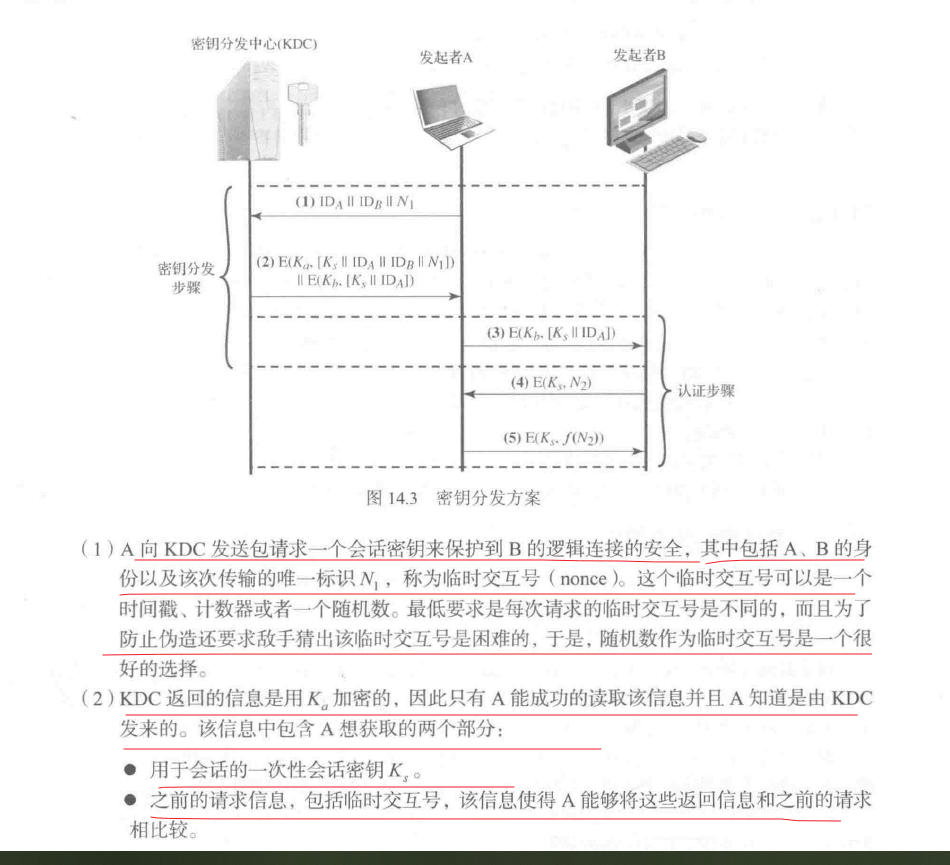 密钥分发中心(KDC)
发起者A
发起者B
(1) ID_A || ID_B || N_1
密钥分发
步骤
(2) E(K_a, [K_s || ID_A || ID_B || N_1])
|| E(K_b, [K_s || ID_A])
(3) E(K_b, [K_s || ID_A])
(4) E(K_s, N_2)
认证步骤
(5) E(K_s, f(N_2))
图 14.3 密钥分发方案
（1）A 向 KDC 发送包请求一个会话密钥来保护到 B 的逻辑连接的安全，其中包括 A、B 的身
份以及该次传输的唯一标识 N_1，称为临时交互号（nonce）。这个临时交互号可以是一个
时间戳、计数器或者一个随机数。最低要求是每次请求的临时交互号是不同的，而且为了
防止伪造还要求敌手猜出该临时交互号是困难的，于是，随机数作为临时交互号是一个很
好的选择。
（2）KDC 返回的信息是用 K_a 加密的，因此只有 A 能成功的读取该信息并且 A 知道是由 KDC
发来的。该信息中包含 A 想获取的两个部分：
● 用于会话的一次性会话密钥 K_s。
● 之前的请求信息，包括临时交互号，该信息使得 A 能够将这些返回信息和之前的请求
相比较。